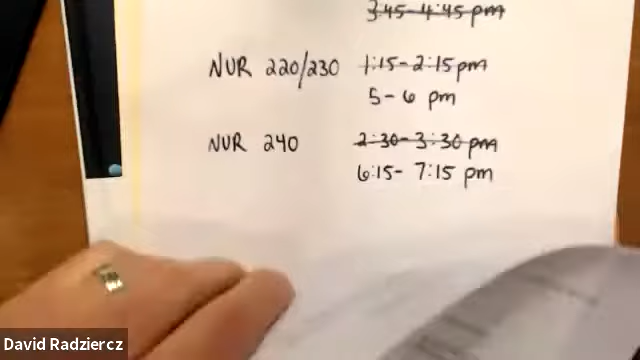 3:45-4:45 pm
NUR 220/230 1:15-2:15 pm
5-6 pm
NUR 240 2:30-3:30 pm
6:15-7:15 pm
David Radziercz